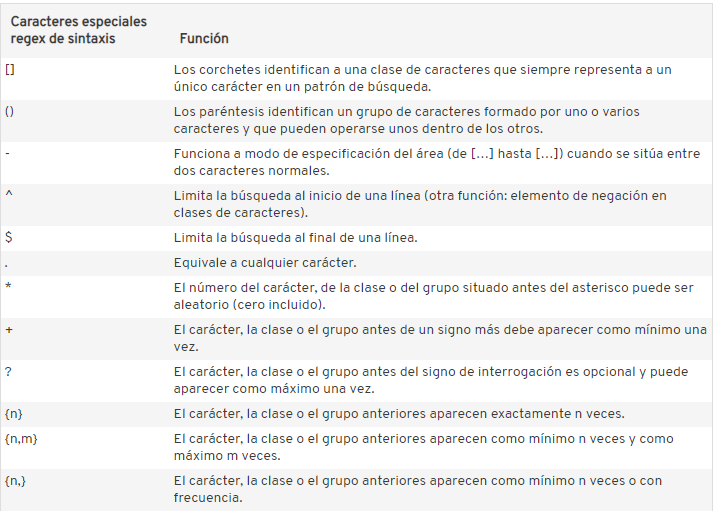 Caracteres especiales
regex de sintaxis Función
[] Los corchetes identifican a una clase de caracteres que siempre representa a un
único carácter en un patrón de búsqueda.
() Los paréntesis identifican un grupo de caracteres formado por uno o varios
caracteres y que pueden operarse unos dentro de los otros.
- Funciona a modo de especificación del área (de [...] hasta [...]) cuando se sitúa entre
dos caracteres normales.
^ Limita la búsqueda al inicio de una línea (otra función: elemento de negación en
clases de caracteres).
$ Limita la búsqueda al final de una línea.
. Equivale a cualquier carácter.
* El número del carácter, de la clase o del grupo situado antes del asterisco puede ser
aleatorio (cero incluido).
+ El carácter, la clase o el grupo antes de un signo más debe aparecer como mínimo una
vez.
? El carácter, la clase o el grupo antes del signo de interrogación es opcional y puede
aparecer como máximo una vez.
{n} El carácter, la clase o el grupo anteriores aparecen exactamente n veces.
{n,m} El carácter, la clase o el grupo anteriores aparecen como mínimo n veces y como
máximo m veces.
{n,} El carácter, la clase o el grupo anteriores aparecen como mínimo n veces o con
frecuencia.